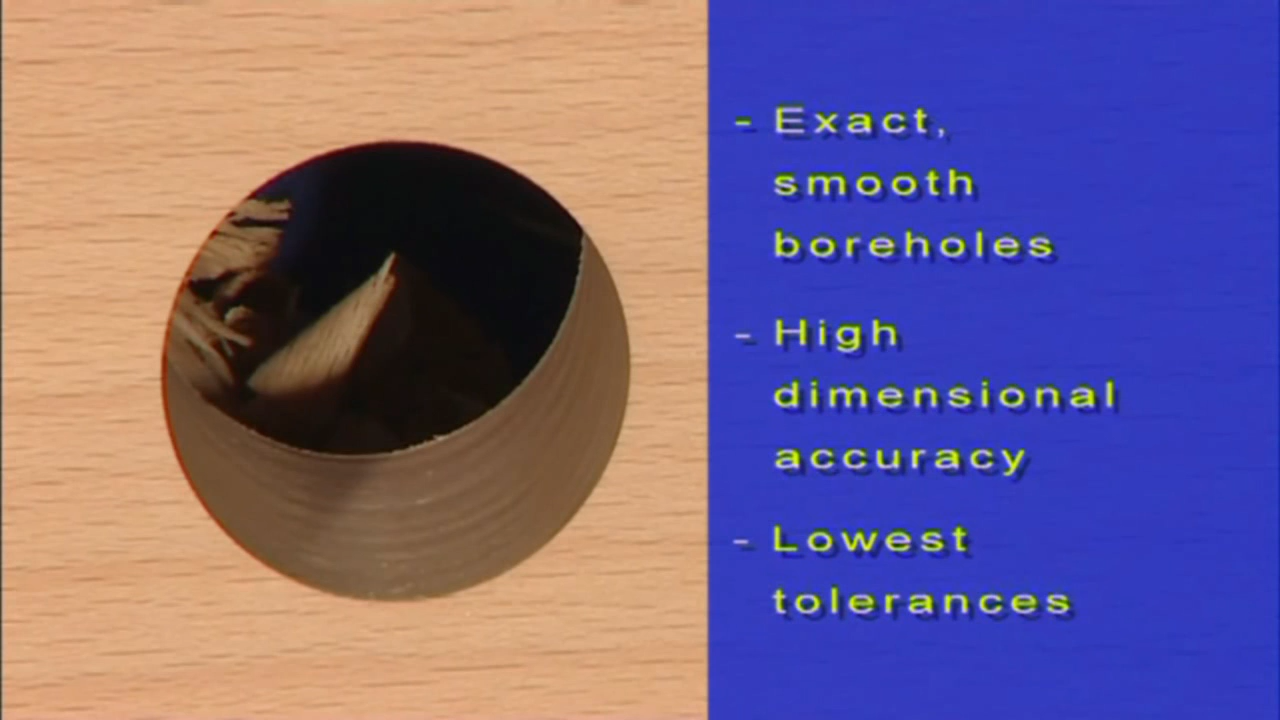 - Exact,
smooth
boreholes
- High
dimensional
accuracy
- Lowest
tolerances